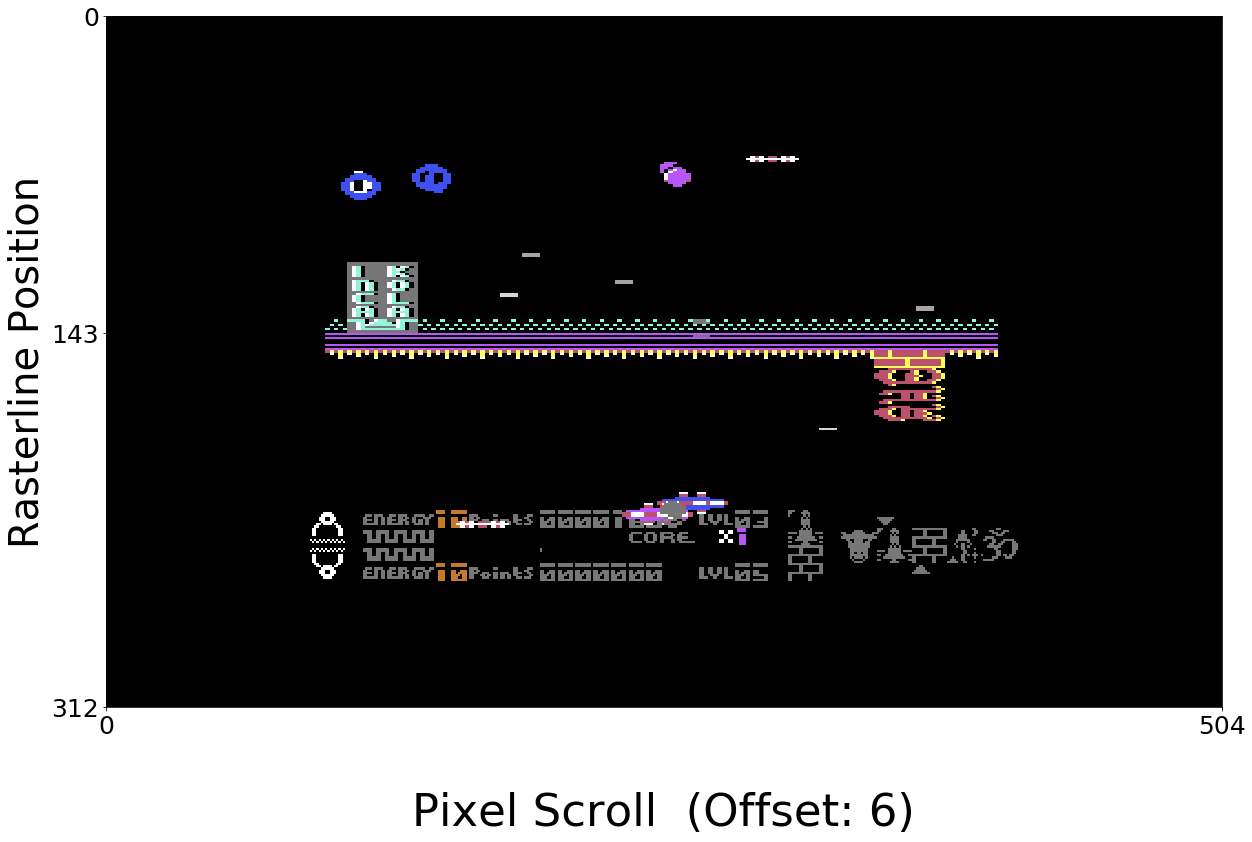 0
Rasterline Position
143
ENERGY Points LVL03
CORE
ENERGY 10 Points 0000000 LVL05
ॐ
312
0 504
Pixel Scroll (Offset: 6)